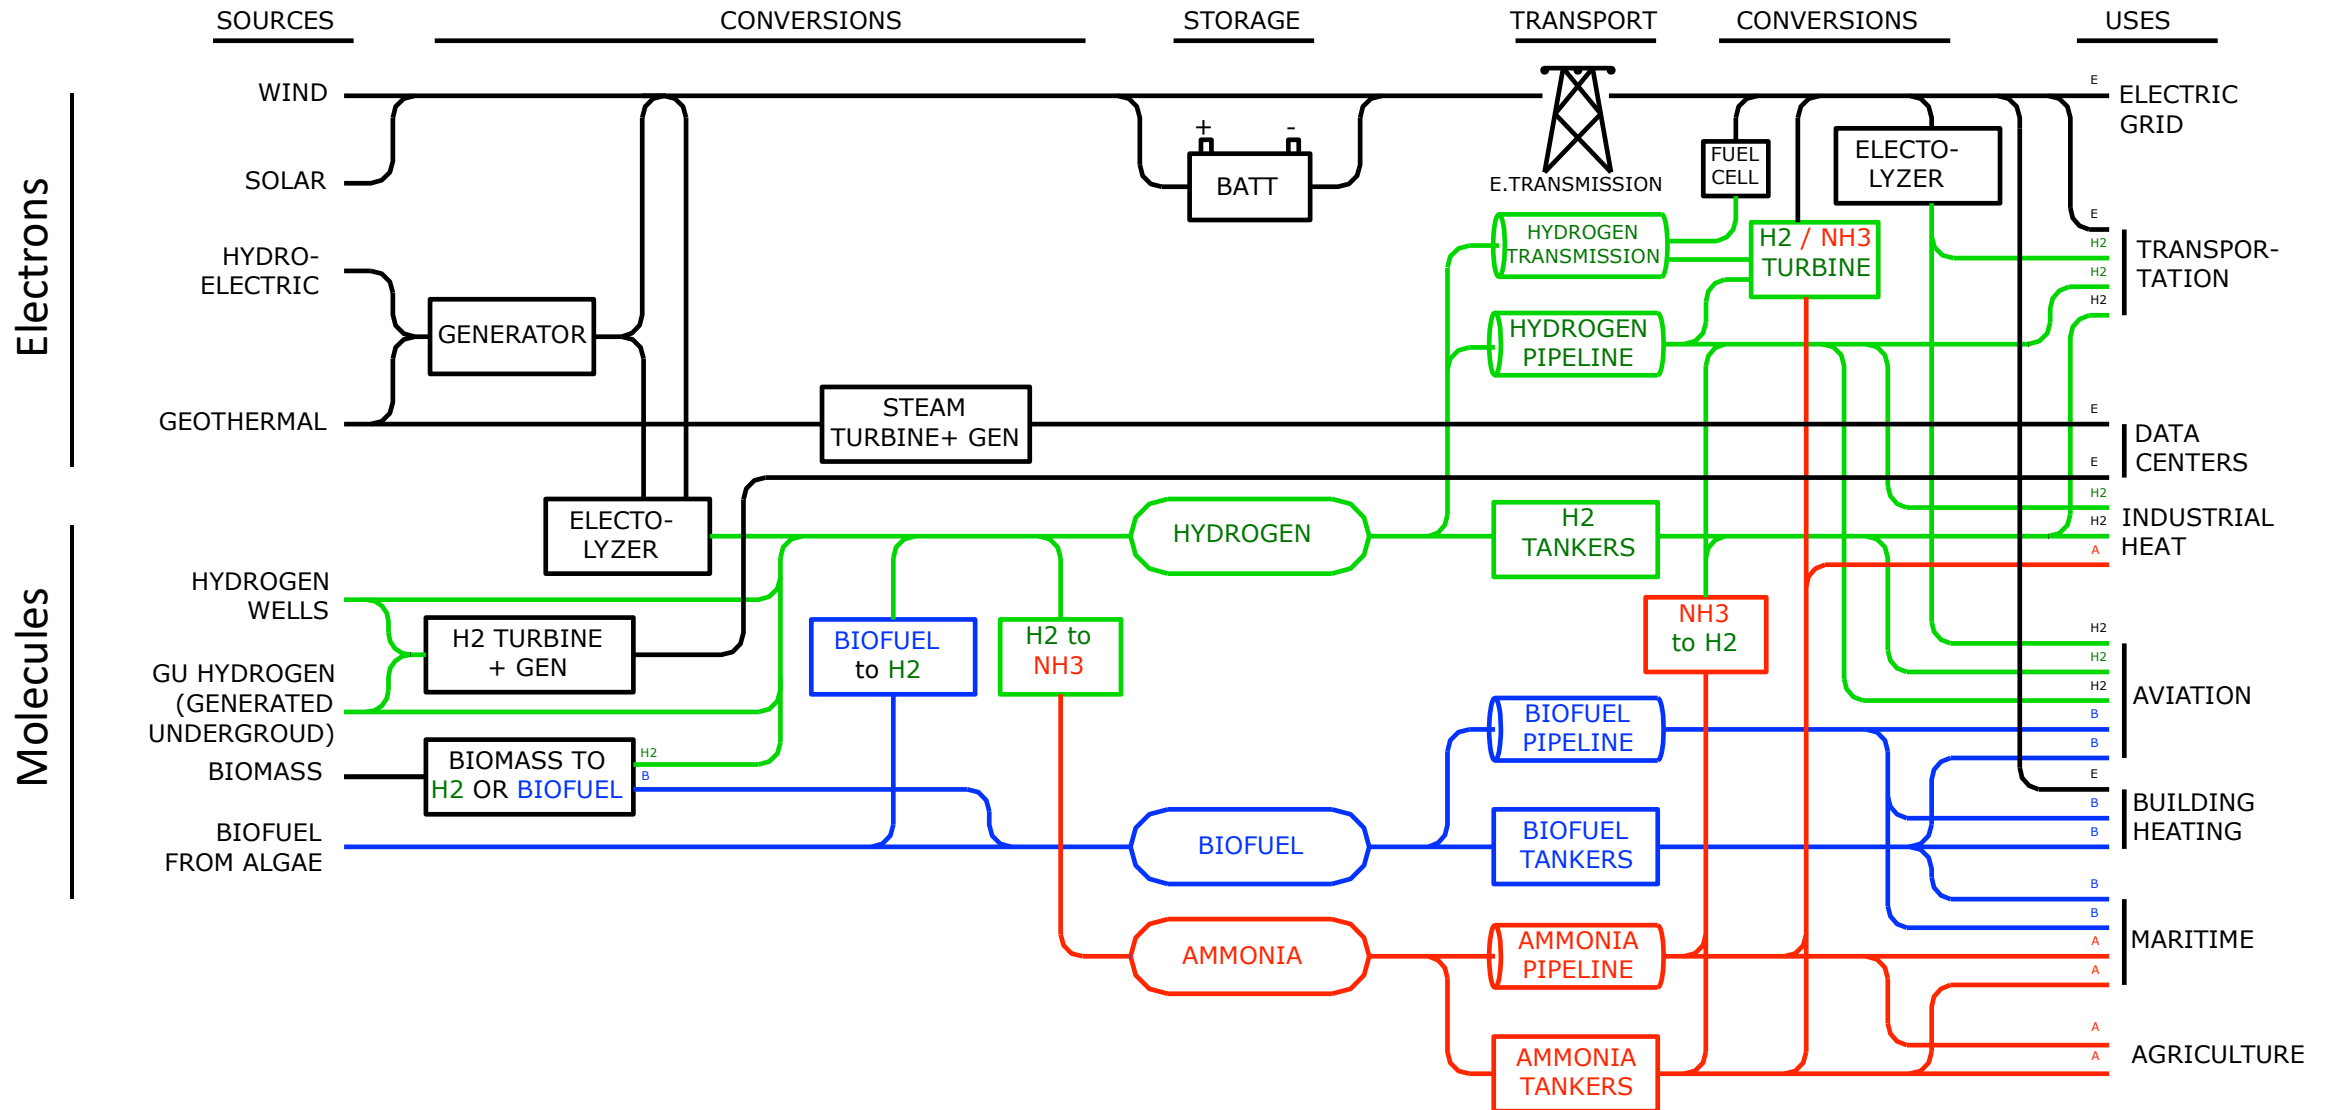 SOURCES
CONVERSIONS
STORAGE
TRANSPORT
CONVERSIONS
USES
Electrons
Molecules
WIND
SOLAR
HYDRO-
ELECTRIC
GEOTHERMAL
HYDROGEN
WELLS
GU HYDROGEN
(GENERATED
UNDERGROUD)
BIOMASS
BIOFUEL
FROM ALGAE
GENERATOR
STEAM
TURBINE+ GEN
ELECTO-
LYZER
H2 TURBINE
+ GEN
BIOMASS TO
H2 OR BIOFUEL
H2
B
BIOFUEL
to H2
H2 to
NH3
+
-
BATT
HYDROGEN
BIOFUEL
AMMONIA
E.TRANSMISSION
HYDROGEN
TRANSMISSION
HYDROGEN
PIPELINE
H2
TANKERS
BIOFUEL
PIPELINE
BIOFUEL
TANKERS
AMMONIA
PIPELINE
AMMONIA
TANKERS
FUEL
CELL
ELECTO-
LYZER
H2 / NH3
TURBINE
NH3
to H2
E
ELECTRIC
GRID
E
H2
H2
H2
TRANSPOR-
TATION
E
E
DATA
CENTERS
H2
H2
A
INDUSTRIAL
HEAT
H2
H2
H2
B
B
AVIATION
E
B
B
BUILDING
HEATING
B
B
A
A
MARITIME
A
A
AGRICULTURE